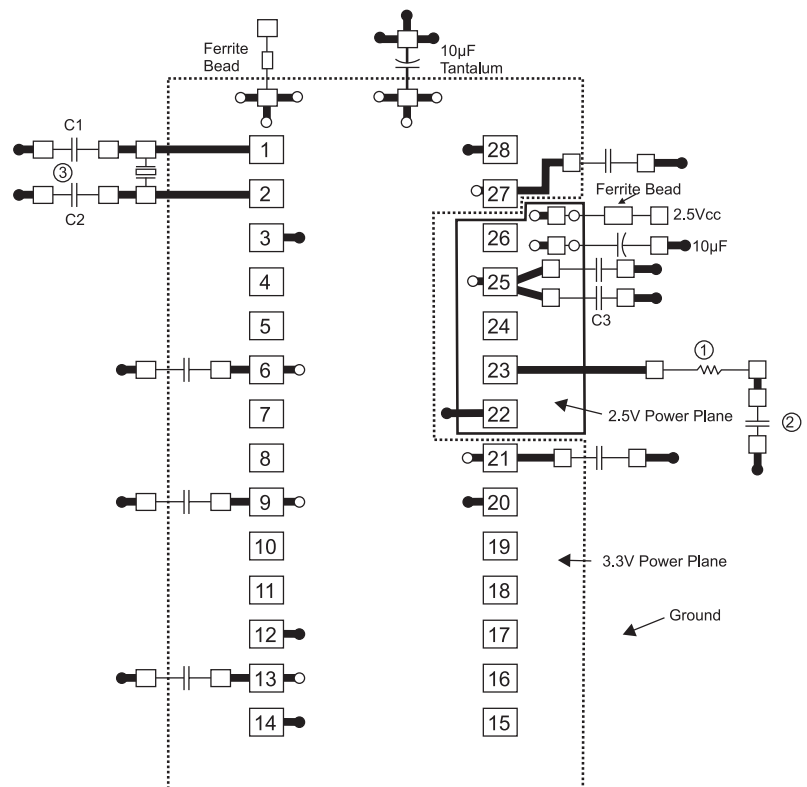 Ferrite
Bead
10µF
Tantalum
C1
③
C2
1
28
2
27
Ferrite Bead
2.5Vcc
3
26
10µF
4
25
C3
5
24
6
23
①
7
22
2.5V Power Plane
②
8
21
9
20
10
19
3.3V Power Plane
11
18
Ground
12
17
13
16
14
15